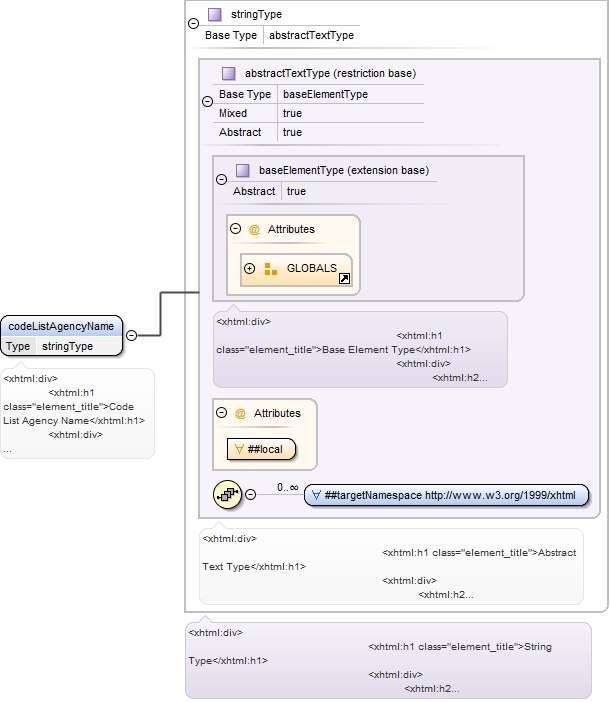 stringType
Base Type abstractTextType
abstractTextType (restriction base)
Base Type baseElementType
Mixed true
Abstract true
baseElementType (extension base)
Abstract true
@ Attributes
GLOBALS
<xhtml:div>
<xhtml:h1
class="element_title">Base Element Type</xhtml:h1>
<xhtml:div>
<xhtml:h2...
codeListAgencyName
Type stringType
<xhtml:div>
<xhtml:h1
class="element_title">Code
List Agency Name</xhtml:h1>
<xhtml:div>
...
@ Attributes
∀ ##local
0..∞
∀ ##targetNamespace http://www.w3.org/1999/xhtml
<xhtml:div>
<xhtml:h1 class="element_title">Abstract
Text Type</xhtml:h1>
<xhtml:div>
<xhtml:h2...
<xhtml:div>
<xhtml:h1 class="element_title">String
Type</xhtml:h1>
<xhtml:div>
<xhtml:h2...